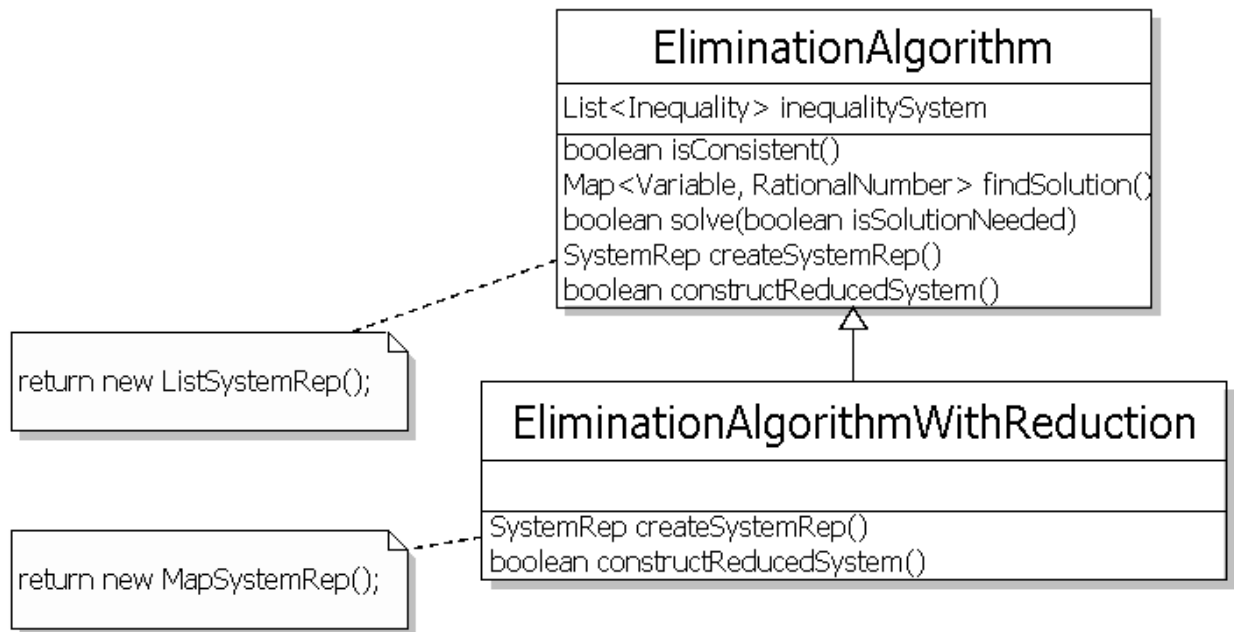 EliminationAlgorithm
List<Inequality> inequalitySystem
boolean isConsistent()
Map<Variable, RationalNumber> findSolution()
boolean solve(boolean isSolutionNeeded)
SystemRep createSystemRep()
boolean constructReducedSystem()
return new ListSystemRep();
EliminationAlgorithmWithReduction
SystemRep createSystemRep()
boolean constructReducedSystem()
return new MapSystemRep();